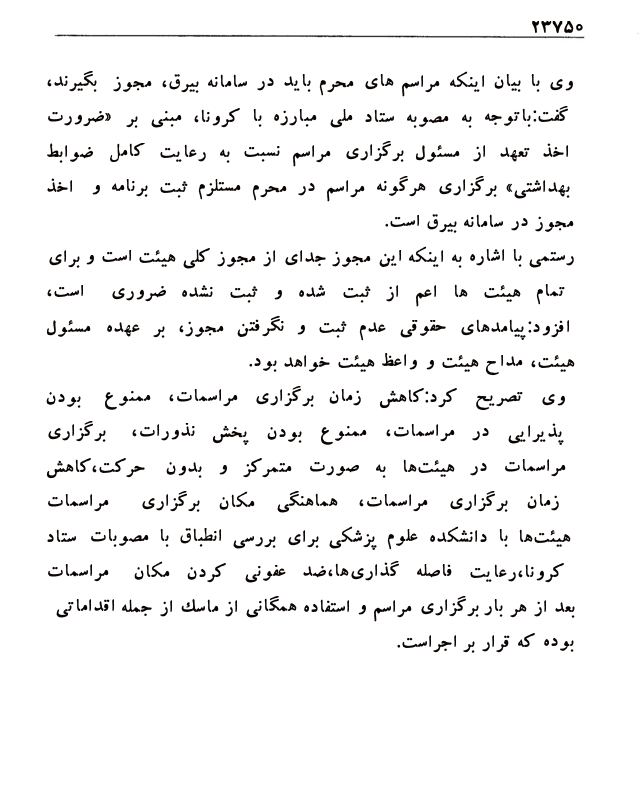 ۲۳۷۵۰
وی با بیان اینکه مراسم های محرم باید در سامانه بیرق، مجوز بگیرند،
گفت:باتوجه به مصوبه ستاد ملی مبارزه با کرونا، مبنی بر «ضرورت
اخذ تعهد از مسئول برگزاری مراسم نسبت به رعایت کامل ضوابط
بهداشتی» برگزاری هرگونه مراسم در محرم مستلزم ثبت برنامه و اخذ
مجوز در سامانه بیرق است.
رستمی با اشاره به اینکه این مجوز جدای از مجوز کلی هیئت است و برای
تمام هیئت ها اعم از ثبت شده و ثبت نشده ضروری است،
افزود:پیامدهای حقوقی عدم ثبت و نگرفتن مجوز، بر عهده مسئول
هیئت، مداح هیئت و واعظ هیئت خواهد بود.
وی تصریح کرد:کاهش زمان برگزاری مراسمات، ممنوع بودن
پذیرایی در مراسمات، ممنوع بودن پخش نذورات، برگزاری
مراسمات در هیئت‌ها به صورت متمرکز و بدون حرکت،کاهش
زمان برگزاری مراسمات، هماهنگی مکان برگزاری مراسمات
هیئت‌ها با دانشکده علوم پزشکی برای بررسی انطباق با مصوبات ستاد
کرونا،رعایت فاصله گذاری‌ها،ضد عفونی کردن مکان مراسمات
بعد از هر بار برگزاری مراسم و استفاده همگانی از ماسک از جمله اقداماتی
بوده که قرار بر اجراست.